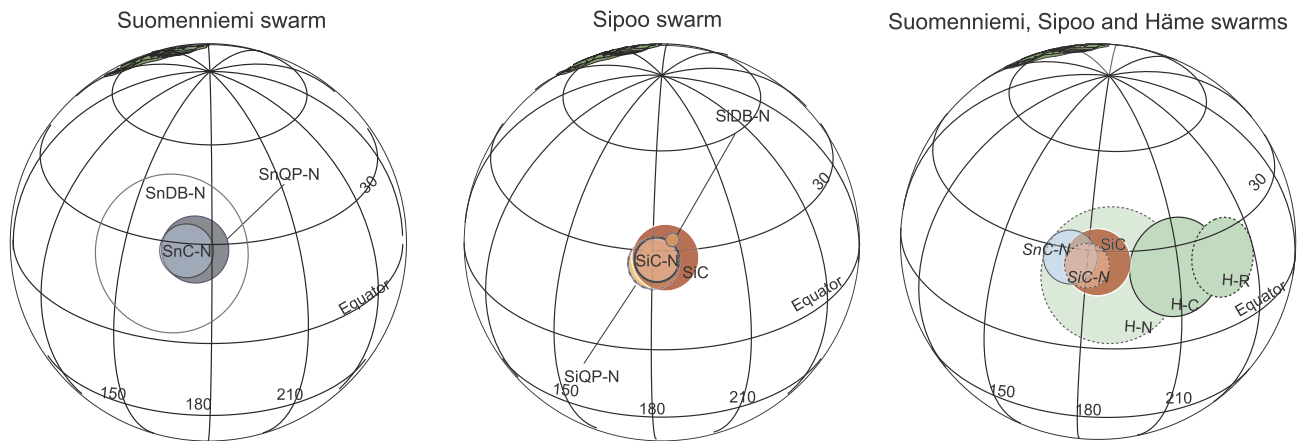 Suomenniemi swarm
SnDB-N
SnQP-N
SnC-N
30
Equator
150
180
210
Sipoo swarm
SiDB-N
30
SiC-N
SiC
Equator
SiQP-N
150
180
210
Suomenniemi, Sipoo and Häme swarms
30
SnC-N
SiC
SiC-N
H-R
H-C
H-N
Equator
150
180
210